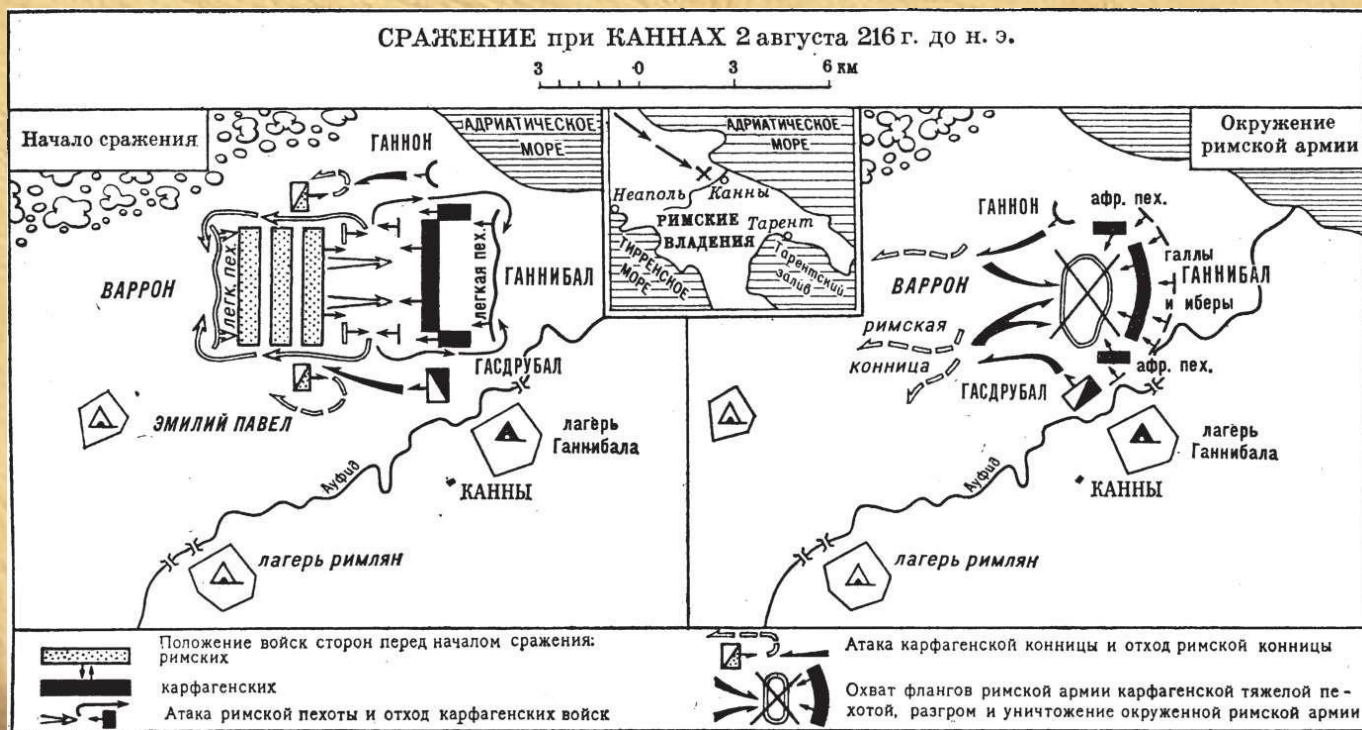 СРАЖЕНИЕ при КАННАХ 2 августа 216 г. до н. э.
3 0 3 6 км
Начало сражения
ГАННОН
АДРИАТИЧЕСКОЕ
МОРЕ
ВАРРОН
легк. пех.
легкая пех.
ГАННИБАЛ
ГАСДРУБАЛ
ЭМИЛИЙ ПАВЕЛ
лагерь
Ганнибала
Ауфид
КАННЫ
лагерь римлян
АДРИАТИЧЕСКОЕ
МОРЕ
Неаполь
Канны
РИМСКИЕ
ВЛАДЕНИЯ
Тарент
ТИРРЕНСКОЕ
МОРЕ
Тарентский
залив
Окружение
римской армии
ГАННОН
афр. пех.
галлы
ГАННИБАЛ
и иберы
ВАРРОН
римская
конница
афр. пех.
ГАСДРУБАЛ
лагерь
Ганнибала
Ауфид
КАННЫ
лагерь римлян
Положение войск сторон перед началом сражения:
римских
карфагенских
Атака римской пехоты и отход карфагенских войск
Атака карфагенской конницы и отход римской конницы
Охват флангов римской армии карфагенской тяжелой пе-
хотой, разгром и уничтожение окруженной римской армии